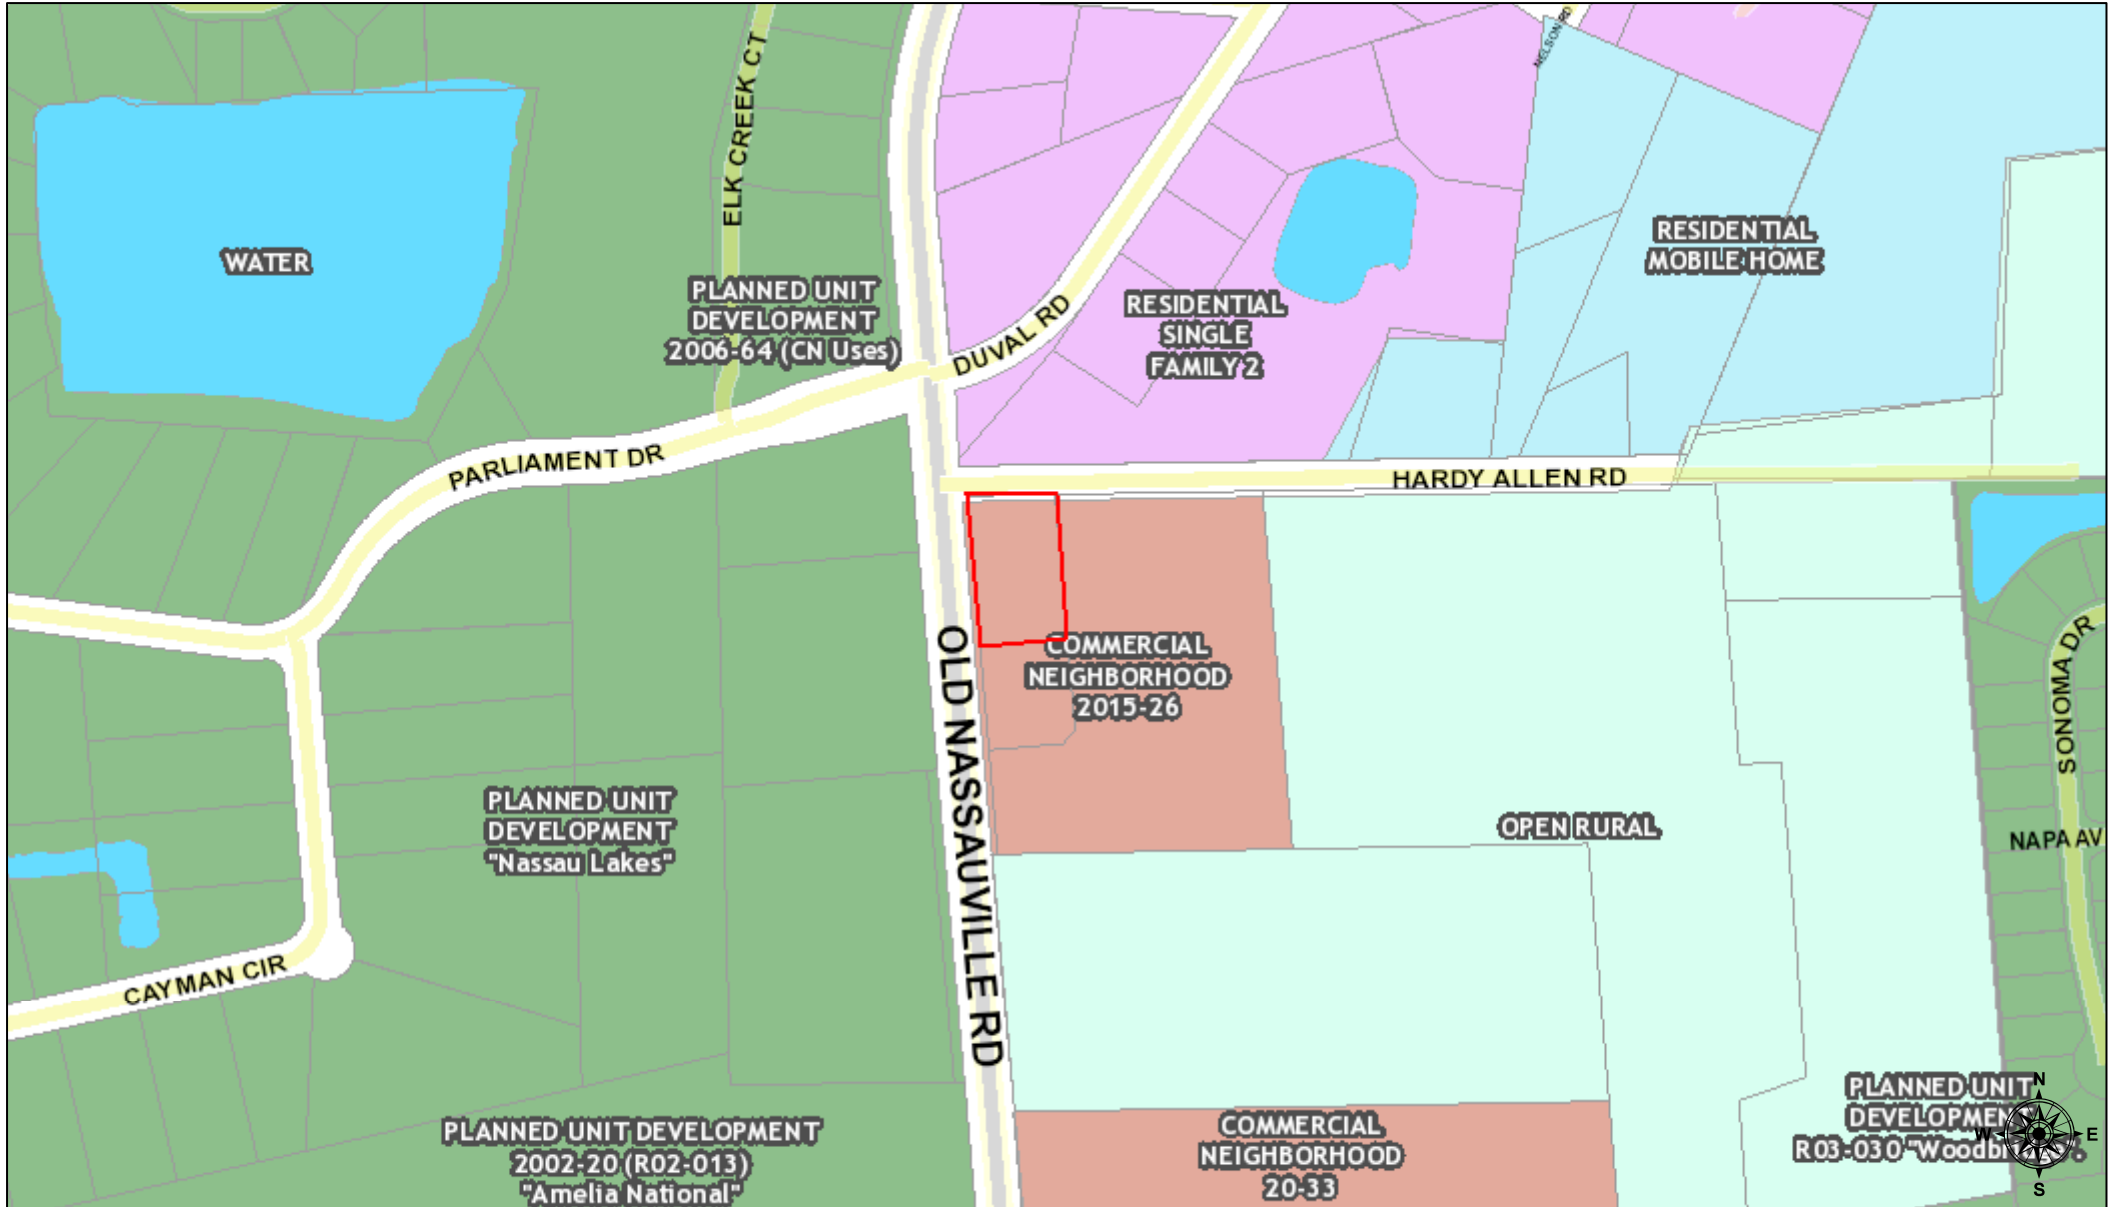 ELK CREEK CT
NELSON RD
WATER
RESIDENTIAL
MOBILE HOME
PLANNED UNIT
DEVELOPMENT
2006-64 (CN Uses)
DUVAL RD
RESIDENTIAL
SINGLE
FAMILY 2
PARLIAMENT DR
HARDY ALLEN RD
COMMERCIAL
NEIGHBORHOOD
2015-26
OLD NASSAUVILLE RD
S SONOMA DR
PLANNED UNIT
DEVELOPMENT
"Nassau Lakes"
OPEN RURAL
NAPA AV
CAYMAN CIR
PLANNED UNIT DEVELOPMENT
2002-20 (R02-013)
"Amelia National"
COMMERCIAL
NEIGHBORHOOD
20-33
PLANNED UNIT
DEVELOPMENT
R03-030
N
W E
S